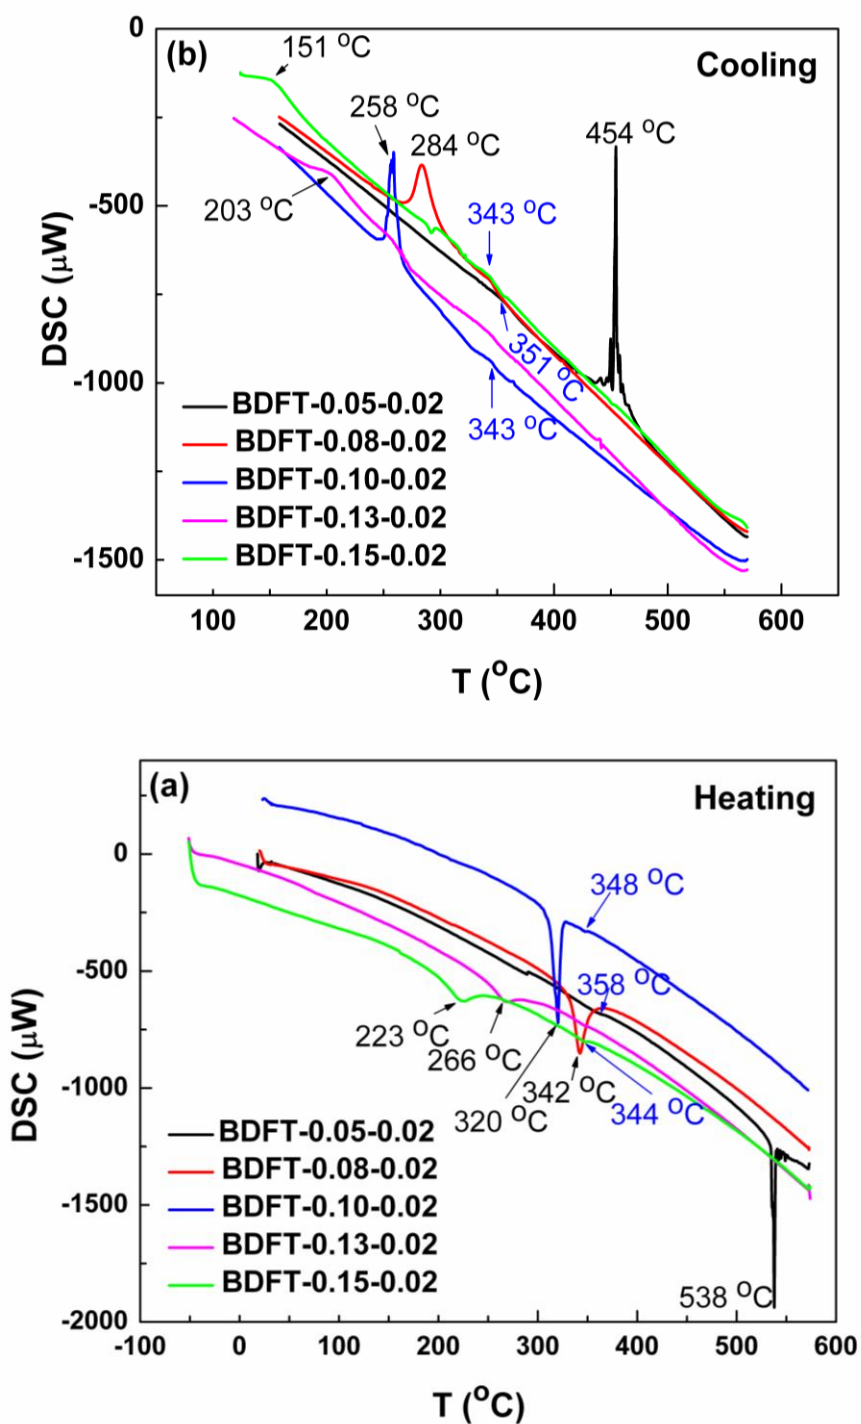 (b)
Cooling
151 °C
258 °C
284 °C
454 °C
203 °C
343 °C
351 °C
343 °C
BDFT-0.05-0.02
BDFT-0.08-0.02
BDFT-0.10-0.02
BDFT-0.13-0.02
BDFT-0.15-0.02
0
-500
-1000
-1500
DSC (μW)
100 200 300 400 500 600
T (°C)
(a)
Heating
348 °C
358 °C
223 °C
266 °C
342 °C
320 °C
344 °C
538 °C
BDFT-0.05-0.02
BDFT-0.08-0.02
BDFT-0.10-0.02
BDFT-0.13-0.02
BDFT-0.15-0.02
0
-500
-1000
-1500
-2000
DSC (μW)
-100 0 100 200 300 400 500 600
T (°C)